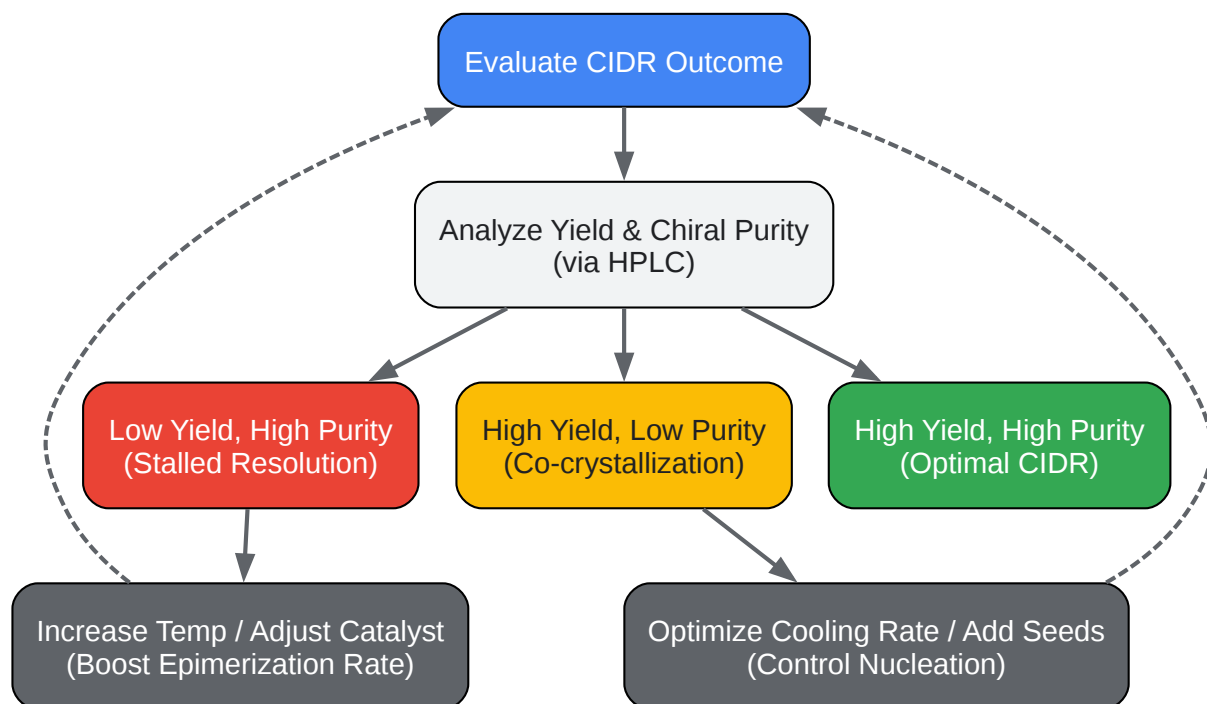 Evaluate CIDR Outcome
Analyze Yield & Chiral Purity
(via HPLC)
Low Yield, High Purity
(Stalled Resolution)
High Yield, Low Purity
(Co-crystallization)
High Yield, High Purity
(Optimal CIDR)
Increase Temp / Adjust Catalyst
(Boost Epimerization Rate)
Optimize Cooling Rate / Add Seeds
(Control Nucleation)